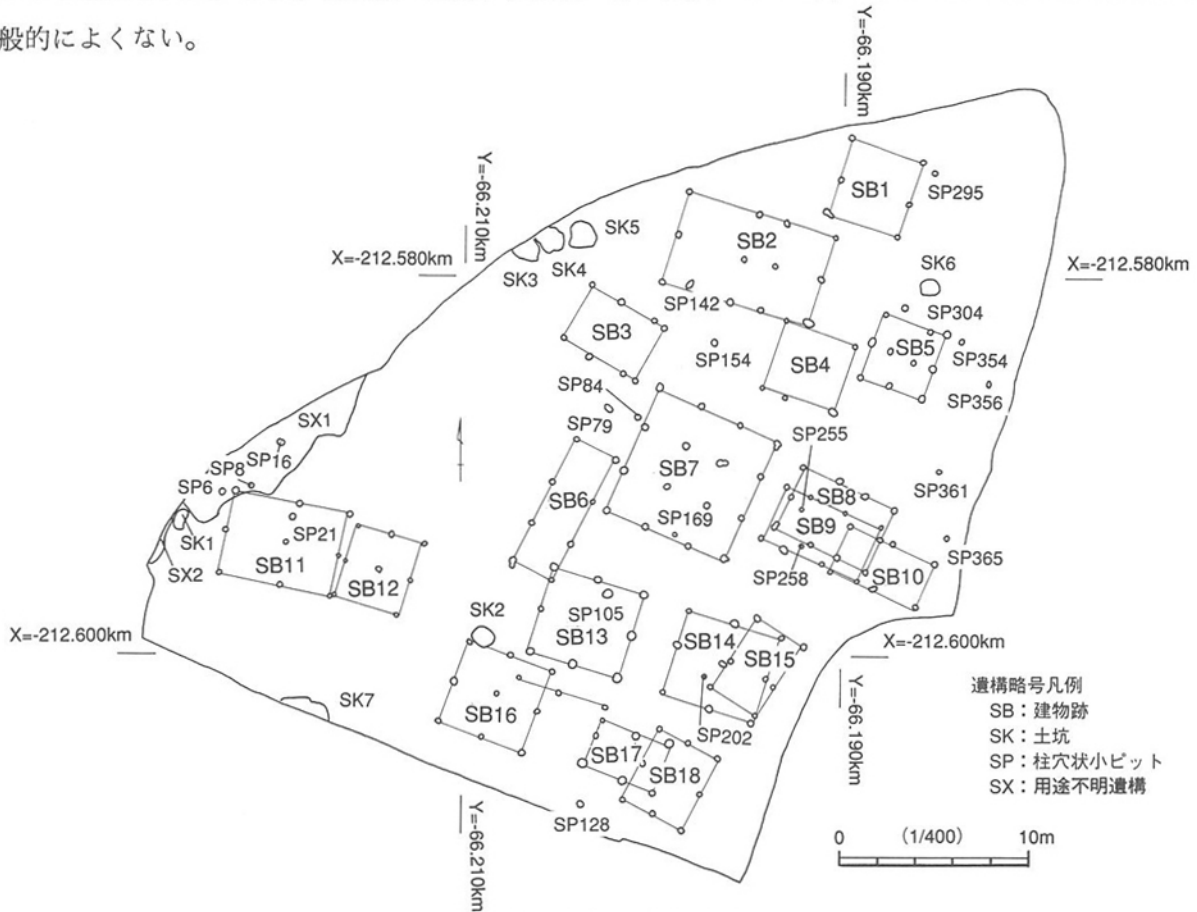 般的によくない。
Y=-66.190km
Y=-66.210km
SB1
SP295
SK5
SB2
X=-212.580km
SK3
SK4
SK6
X=-212.580km
SP142
SP304
SB3
SP154
SB4
SB5
SP354
SP356
SP84
SP79
SX1
SP255
SP16
SP8
SP6
SB7
SB8
SP361
SB6
SB9
SP169
SP21
SK1
SB11
SX2
SB12
SP258
SB10
SP365
SK2
SP105
SB13
X=-212.600km
SB14
SB15
X=-212.600km
SK7
SB16
SP202
SB17
SB18
SP128
Y=-66.210km
Y=-66.190km
遺構略号凡例
SB：建物跡
SK：土坑
SP：柱穴状小ピット
SX：用途不明遺構
0 (1/400) 10m